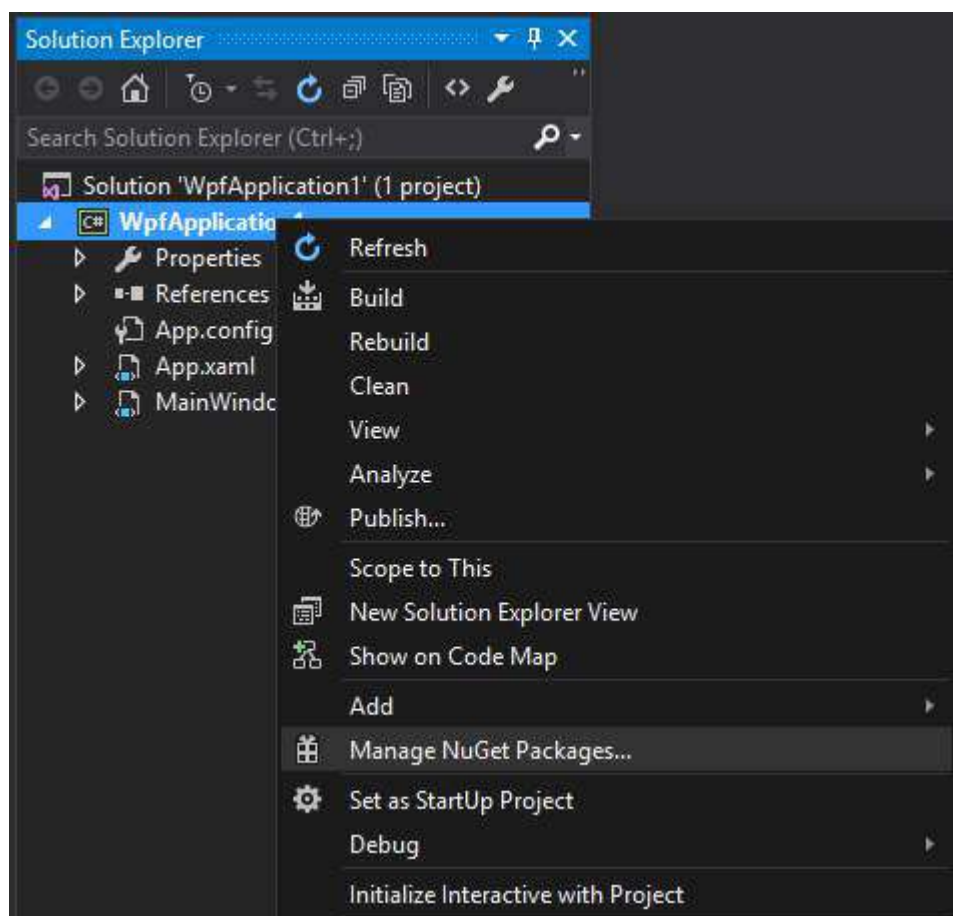 Solution Explorer
Search Solution Explorer (Ctrl+;)
Solution 'WpfApplication1' (1 project)
C# WpfApplicatio
Properties
References
App.config
App.xaml
MainWindo
Refresh
Build
Rebuild
Clean
View
Analyze
Publish...
Scope to This
New Solution Explorer View
Show on Code Map
Add
Manage NuGet Packages...
Set as StartUp Project
Debug
Initialize Interactive with Project